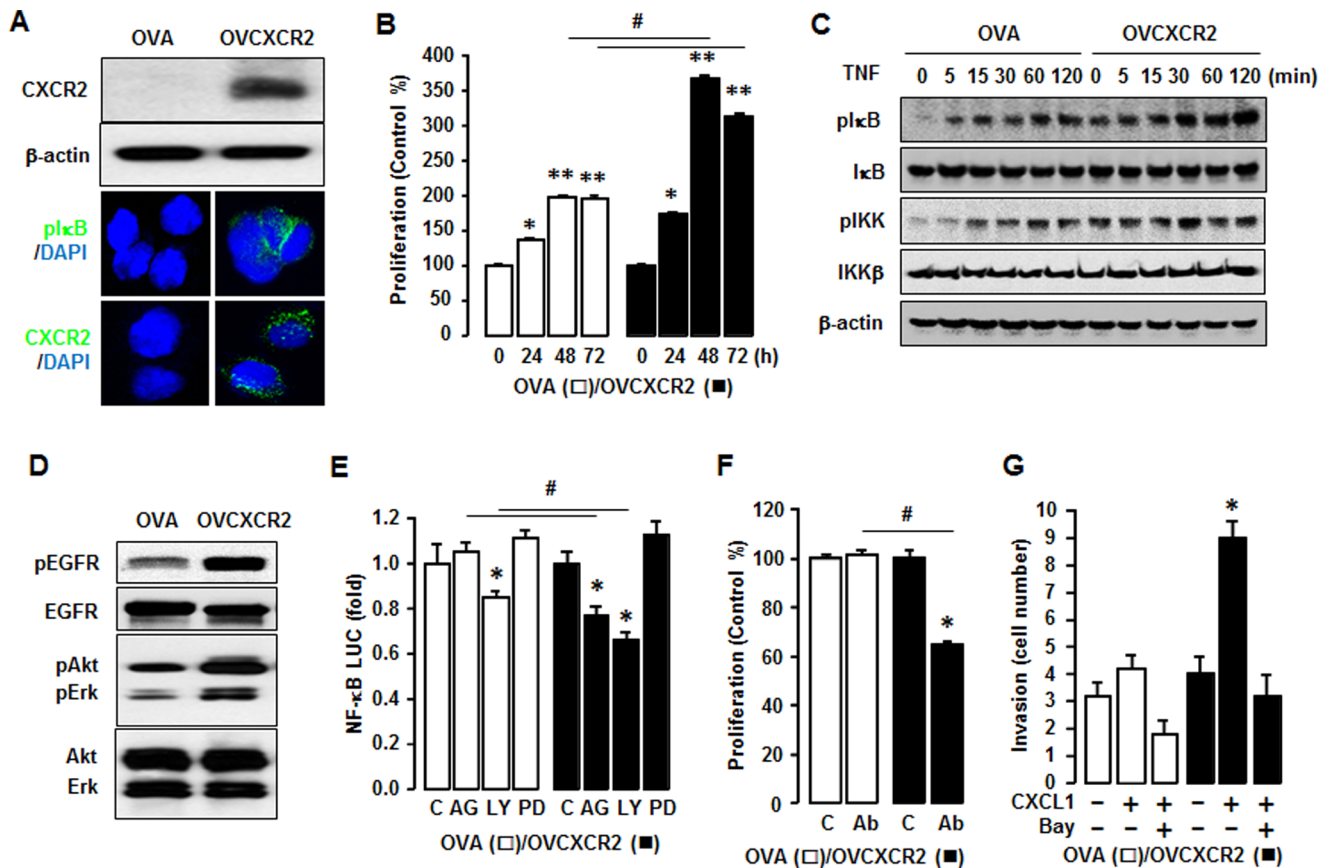 A
OVA OVCXCR2
CXCR2
β-actin
pIκB
/DAPI
CXCR2
/DAPI
B
#
Proliferation (Control %)
400
350
300
250
200
150
100
50
0
* ** ** * ** **
0 24 48 72 0 24 48 72 (h)
OVA (□)/OVCXCR2 (■)
C
OVA OVCXCR2
TNF 0 5 15 30 60 120 0 5 15 30 60 120 (min)
pIκB
IκB
pIKK
IKKβ
β-actin
D
OVA OVCXCR2
pEGFR
EGFR
pAkt
pErk
Akt
Erk
E
#
NF-κB LUC (fold)
1.2
1.0
0.8
0.6
0.4
0.2
0.0
* * *
C AG LY PD C AG LY PD
OVA (□)/OVCXCR2 (■)
F
#
Proliferation (Control %)
120
100
80
60
40
20
0
*
C Ab C Ab
OVA (□)/OVCXCR2 (■)
G
Invasion (cell number)
10
9
8
7
6
5
4
3
2
1
0
*
CXCL1 – + + – + +
Bay – – + – – +
OVA (□)/OVCXCR2 (■)